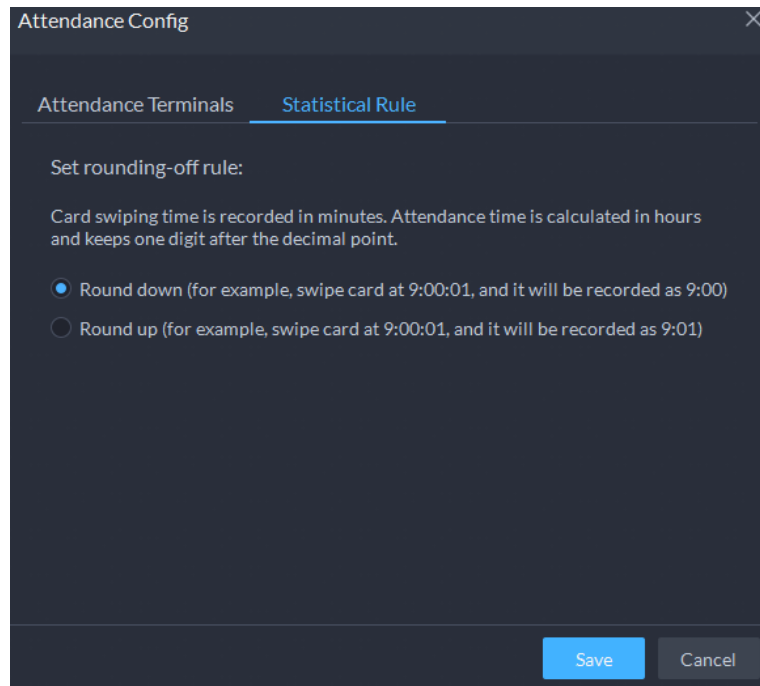 Attendance Config
Attendance Terminals
Statistical Rule
Set rounding-off rule:
Card swiping time is recorded in minutes. Attendance time is calculated in hours
and keeps one digit after the decimal point.
Round down (for example, swipe card at 9:00:01, and it will be recorded as 9:00)
Round up (for example, swipe card at 9:00:01, and it will be recorded as 9:01)
Save
Cancel